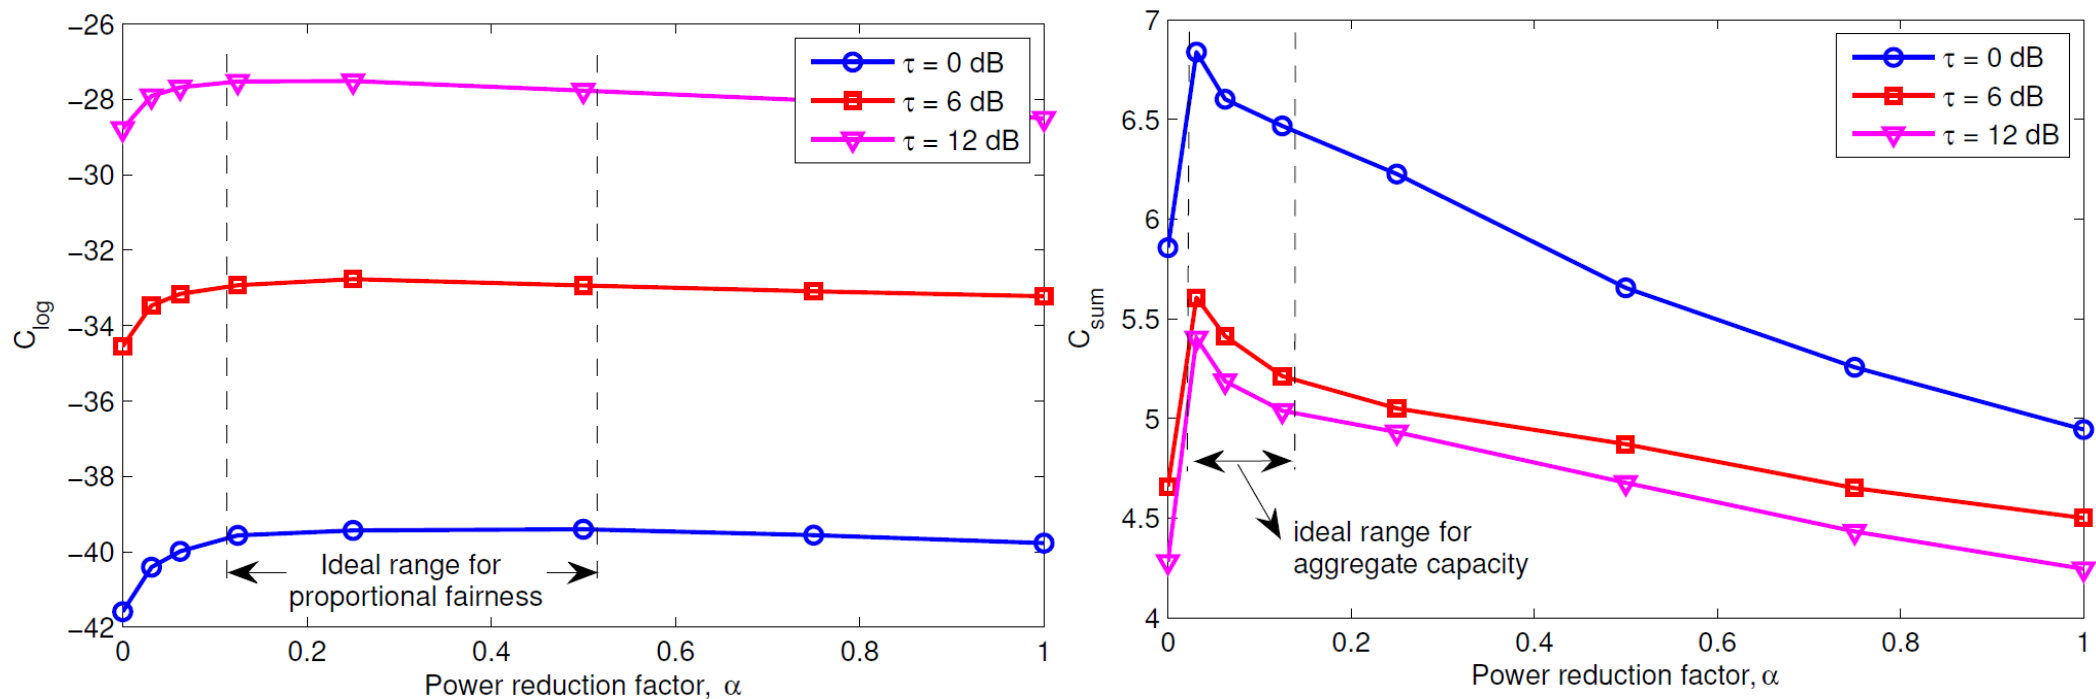 −26
−28
−30
−32
−34
−36
−38
−40
−42
C_log
0
0.2
0.4
0.6
0.8
1
Power reduction factor, α
τ = 0 dB
τ = 6 dB
τ = 12 dB
Ideal range for
proportional fairness
7
6.5
6
5.5
5
4.5
4
C_sum
0
0.2
0.4
0.6
0.8
1
Power reduction factor, α
τ = 0 dB
τ = 6 dB
τ = 12 dB
ideal range for
aggregate capacity